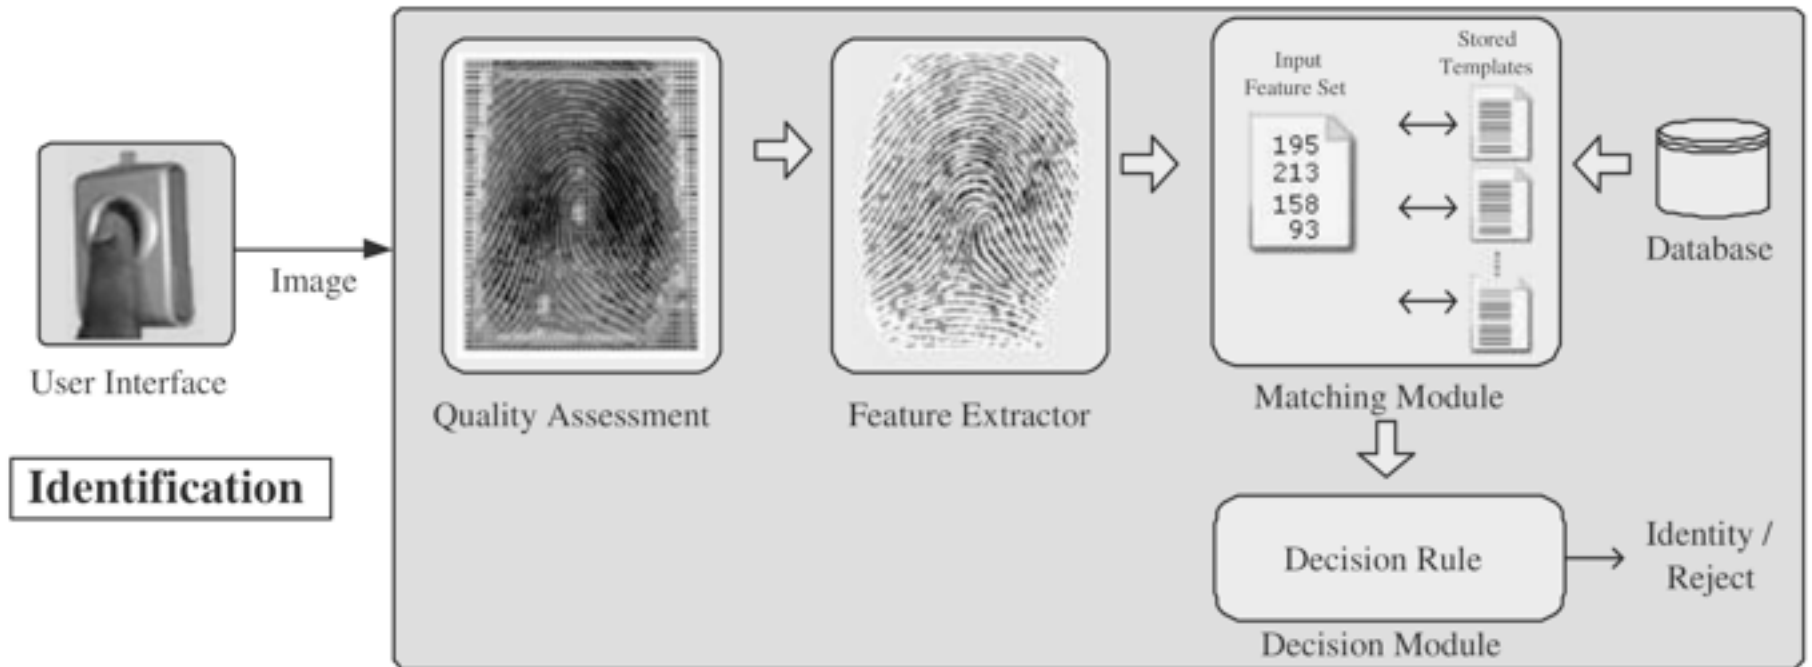 Image
User Interface
Identification
Quality Assessment
Feature Extractor
Input
Feature Set
195
213
158
93
Stored
Templates
Matching Module
Database
Decision Rule
Decision Module
Identity /
Reject